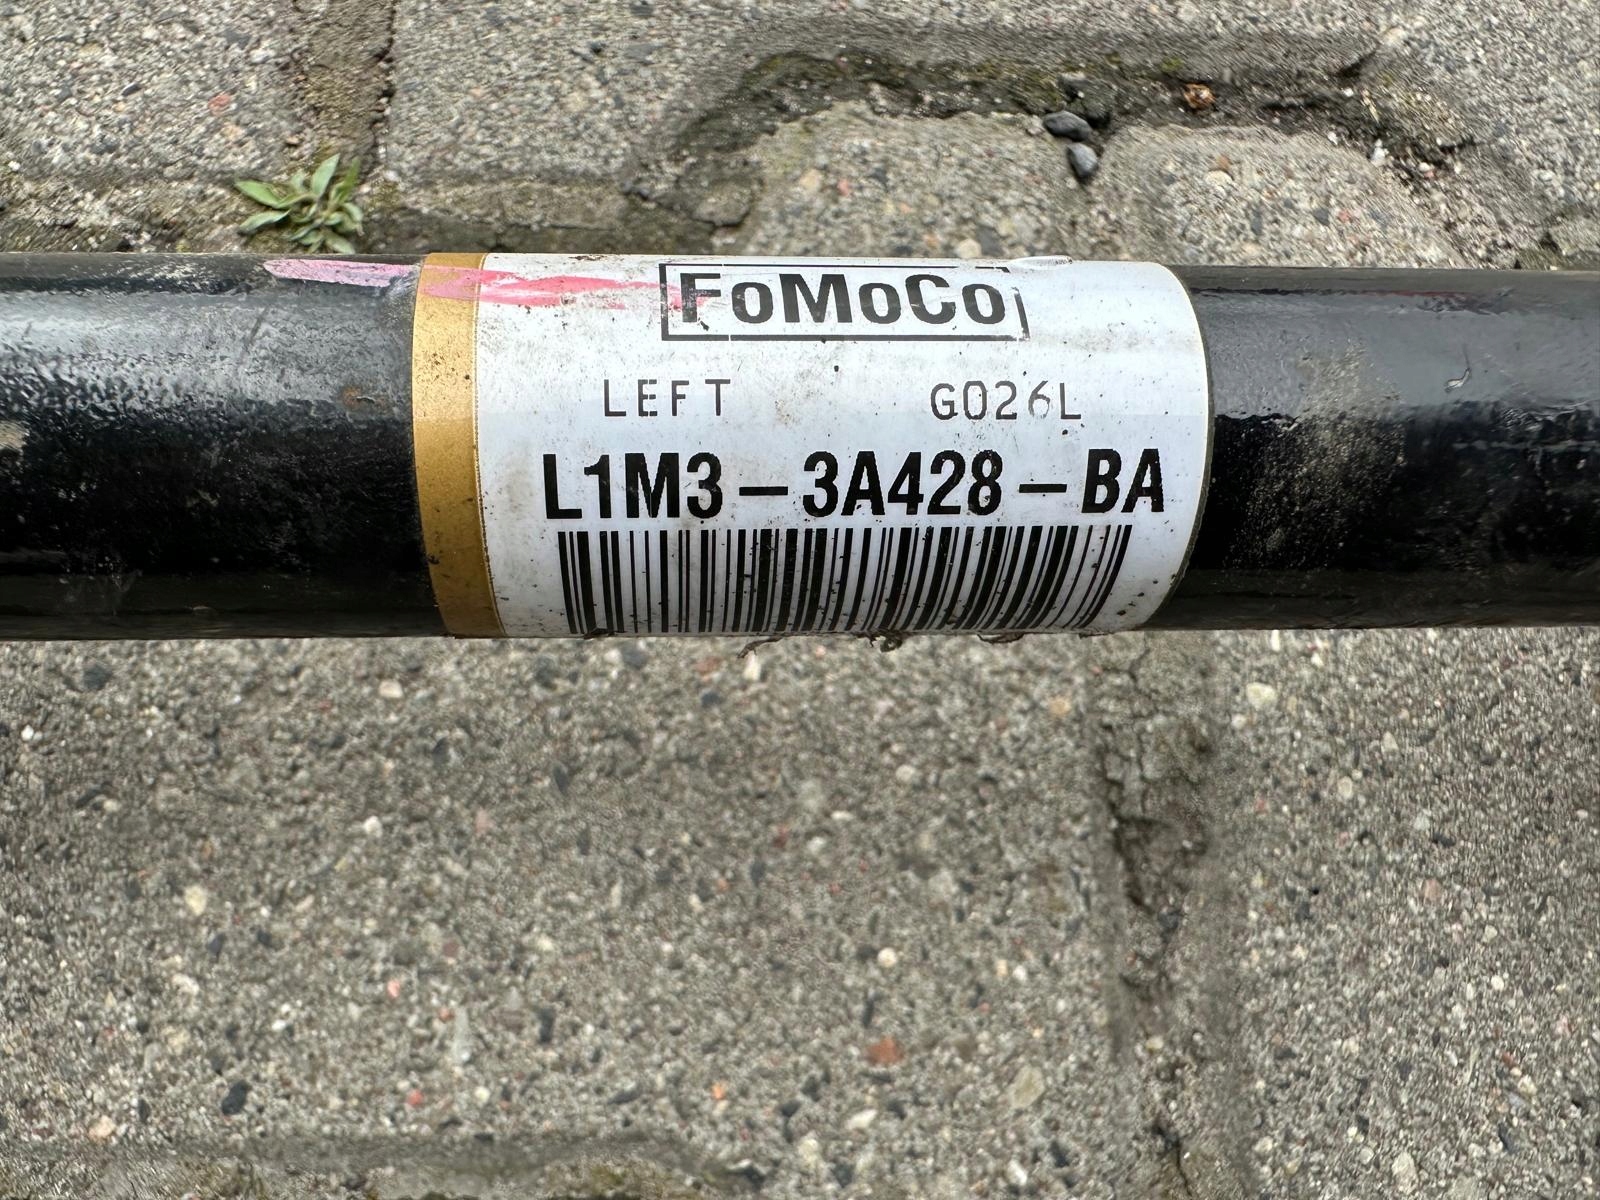 FoMoCo
LEFT G026L
L1M3-3A428-BA